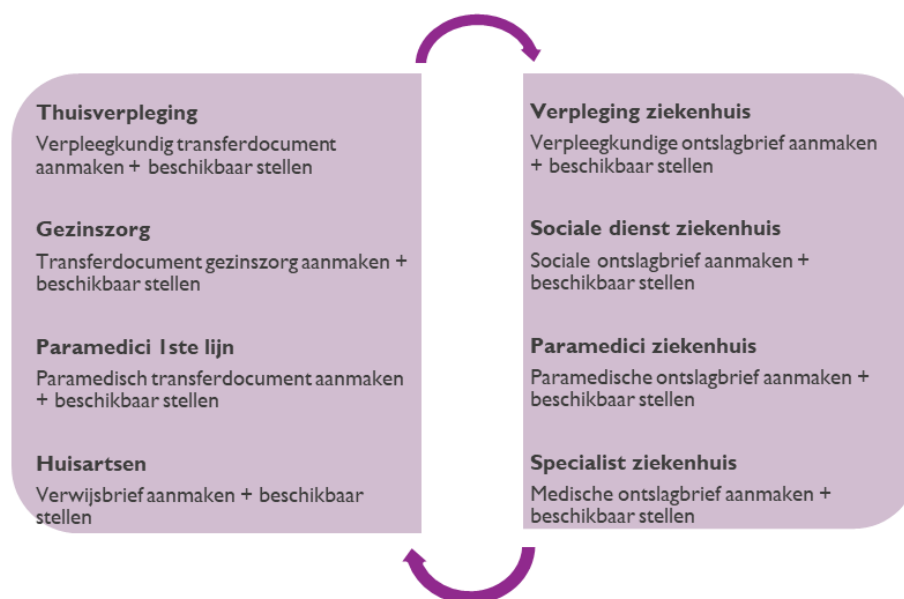 Thuisverpleging
Verpleegkundig transferdocument
aanmaken + beschikbaar stellen
Gezinszorg
Transferdocument gezinszorg aanmaken +
beschikbaar stellen
Paramedici 1ste lijn
Paramedisch transferdocument aanmaken
+ beschikbaar stellen
Huisartsen
Verwijsbrief aanmaken + beschikbaar
stellen
Verpleging ziekenhuis
Verpleegkundige ontslagbrief aanmaken
+ beschikbaar stellen
Sociale dienst ziekenhuis
Sociale ontslagbrief aanmaken +
beschikbaar stellen
Paramedici ziekenhuis
Paramedische ontslagbrief aanmaken +
beschikbaar stellen
Specialist ziekenhuis
Medische ontslagbrief aanmaken +
beschikbaar stellen